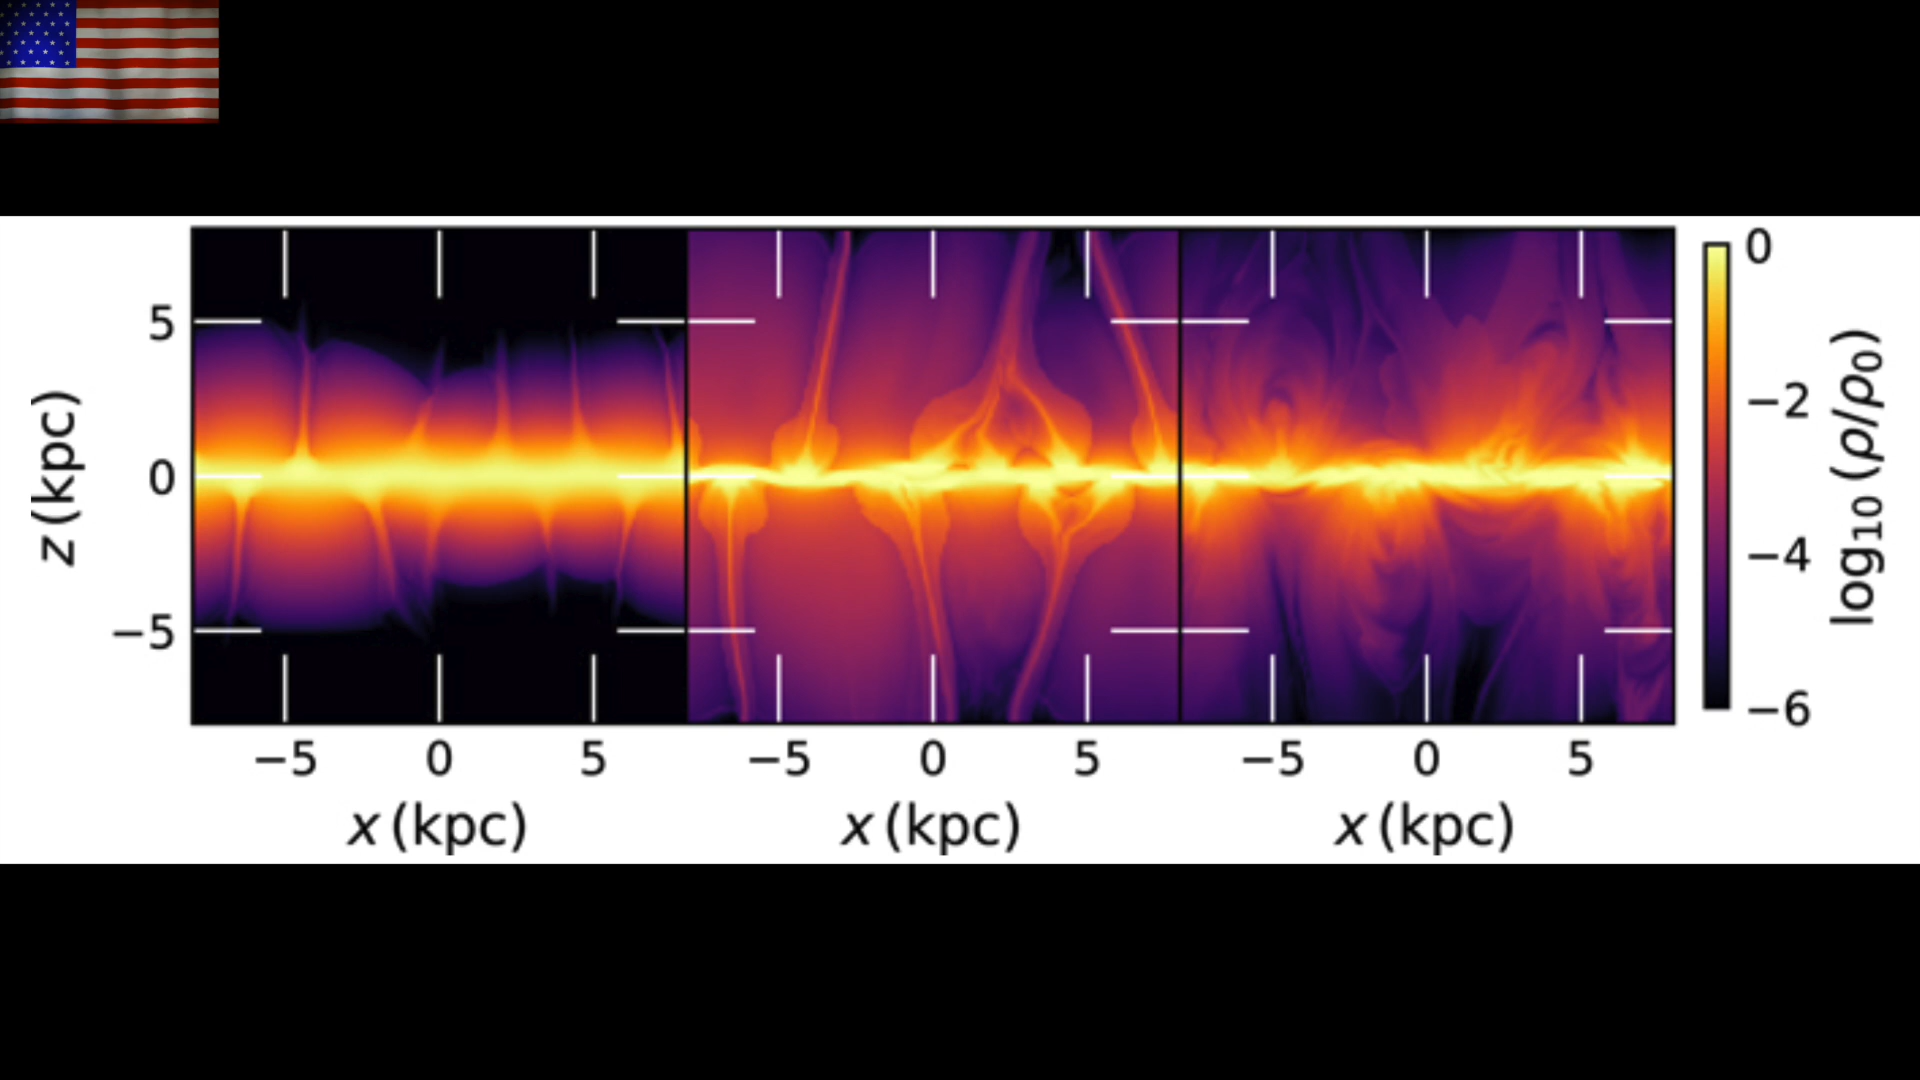 5
0
−5
z (kpc)
−5 0 5 −5 0 5 −5 0 5
x (kpc) x (kpc) x (kpc)
0
−2
−4
−6
log₁₀ (ρ/ρ₀)